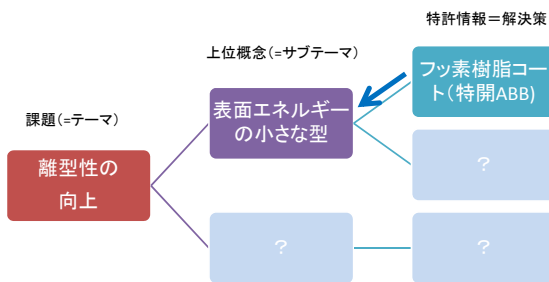 特許情報＝解決策
上位概念(=サブテーマ)
フッ素樹脂コー
ト(特開ABB)
表面エネルギー
の小さな型
課題(=テーマ)
離型性の
向上
？
？
？